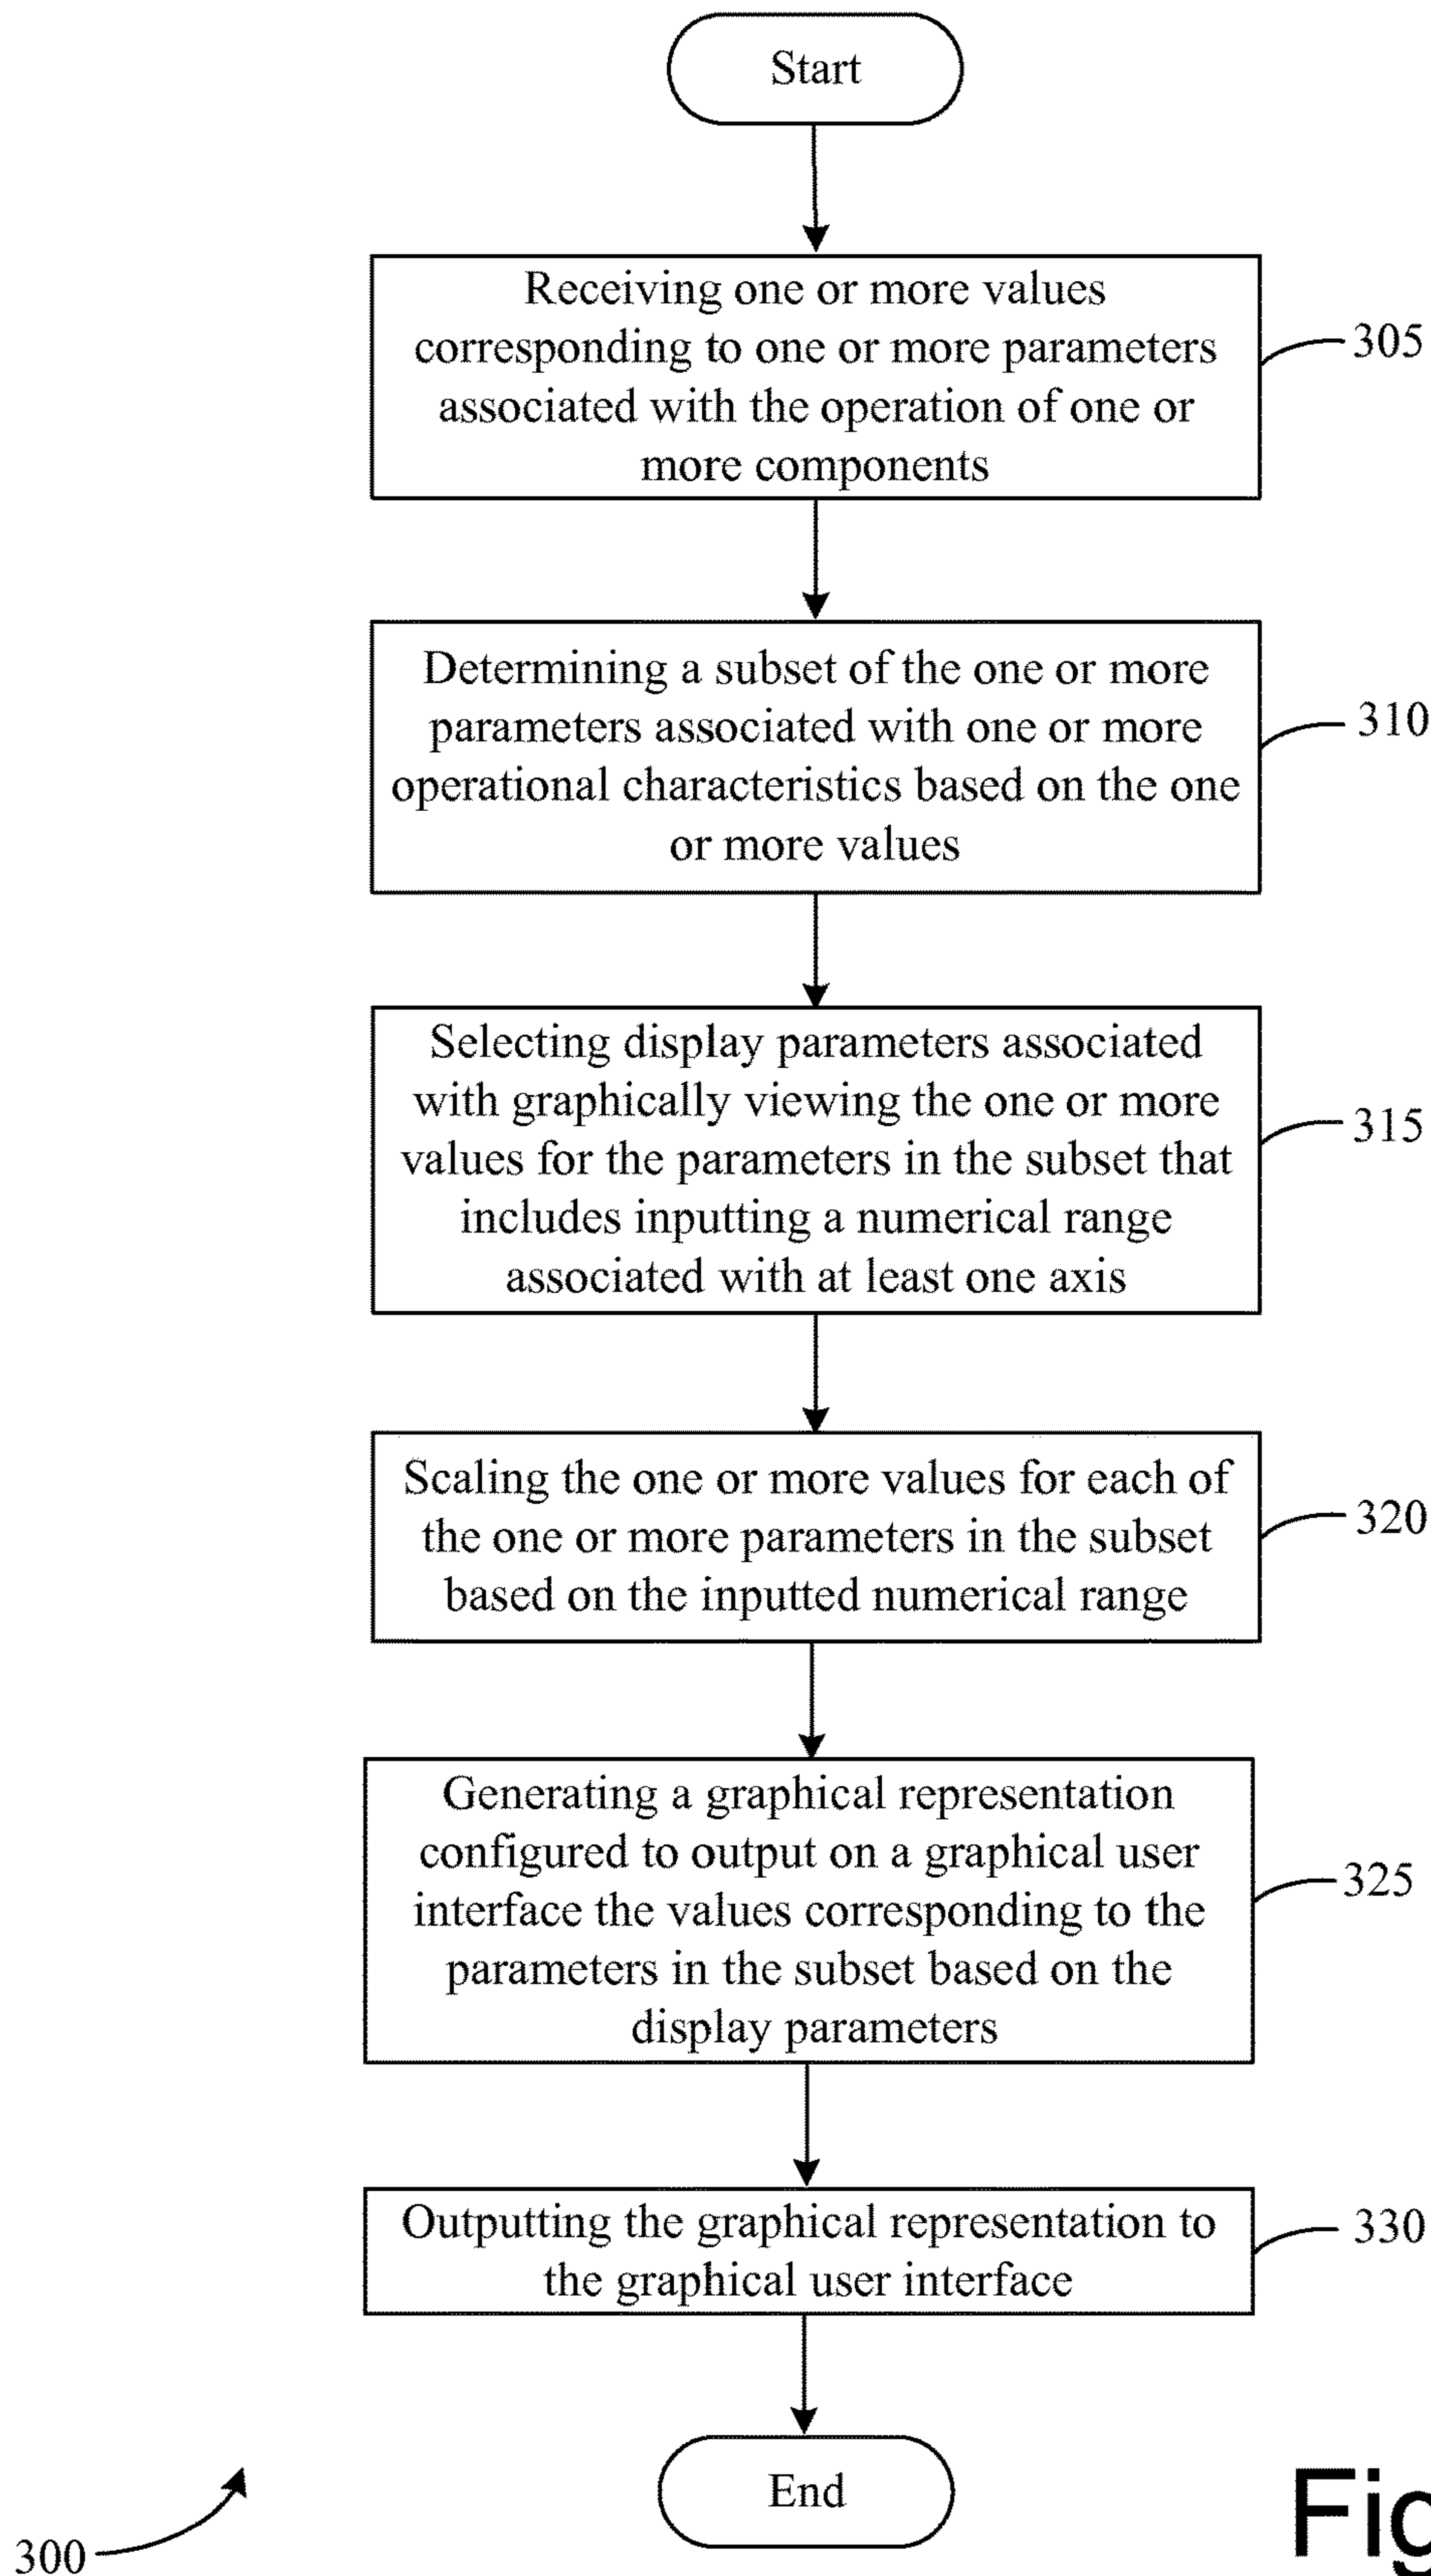 Start
Receiving one or more values
corresponding to one or more parameters
associated with the operation of one or
more components
305
Determining a subset of the one or more
parameters associated with one or more
operational characteristics based on the one
or more values
310
Selecting display parameters associated
with graphically viewing the one or more
values for the parameters in the subset that
includes inputting a numerical range
associated with at least one axis
315
Scaling the one or more values for each of
the one or more parameters in the subset
based on the inputted numerical range
320
Generating a graphical representation
configured to output on a graphical user
interface the values corresponding to the
parameters in the subset based on the
display parameters
325
Outputting the graphical representation to
the graphical user interface
330
End
300
Fig